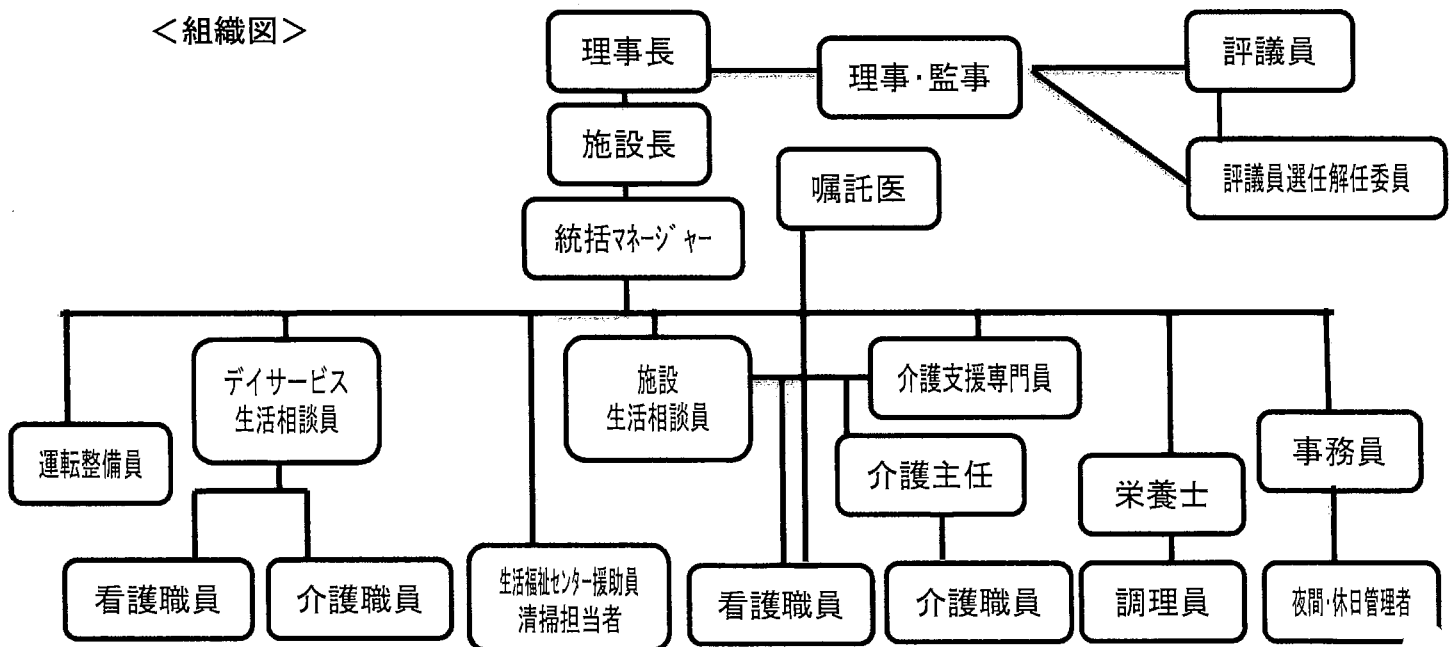 ＜組織図＞
理事長
理事・監事
評議員
施設長
嘱託医
評議員選任解任委員
統括マネージャー
デイサービス
生活相談員
施設
生活相談員
介護支援専門員
運転整備員
介護主任
事務員
栄養士
看護職員
介護職員
生活福祉センター援助員
清掃担当者
看護職員
介護職員
調理員
夜間・休日管理者